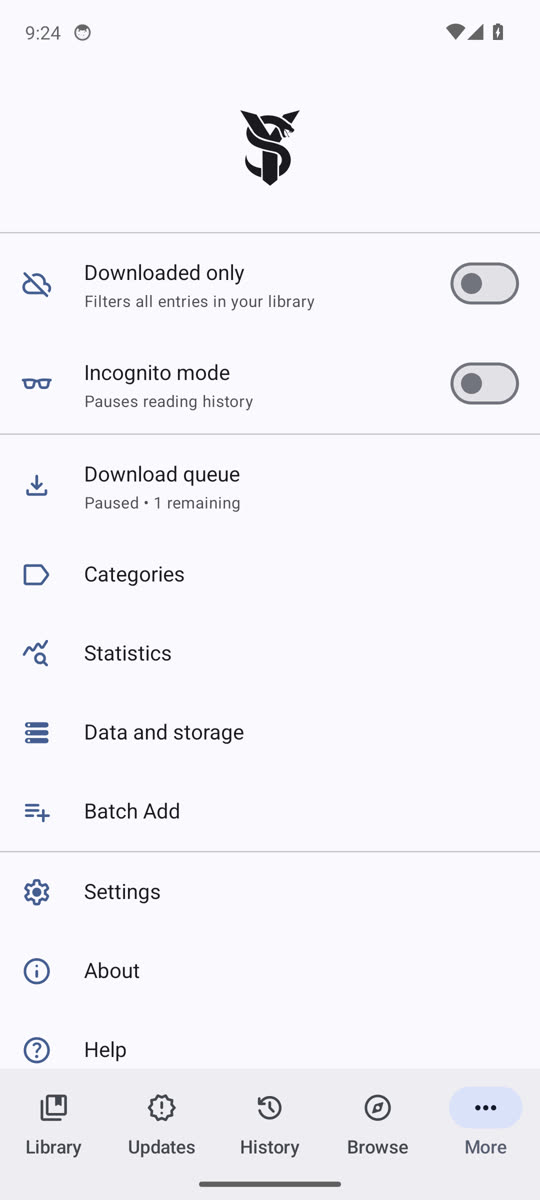 9:24
Downloaded only
Filters all entries in your library
Incognito mode
Pauses reading history
Download queue
Paused • 1 remaining
Categories
Statistics
Data and storage
Batch Add
Settings
About
Help
Library Updates History Browse More